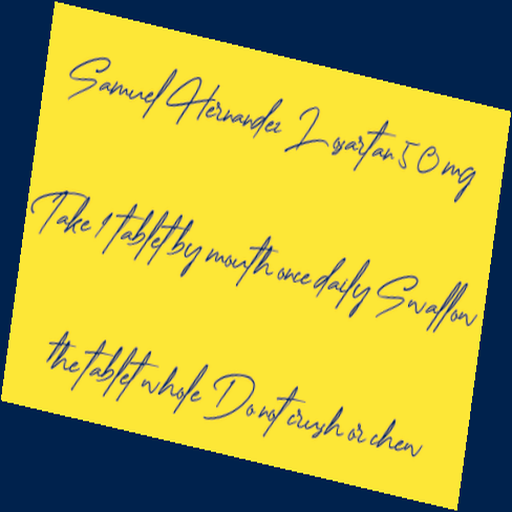 Samuel Hernandez Losartan 50 mg
Take 1 tablet by mouth once daily Swallow
the tablet whole Do not crush or chew